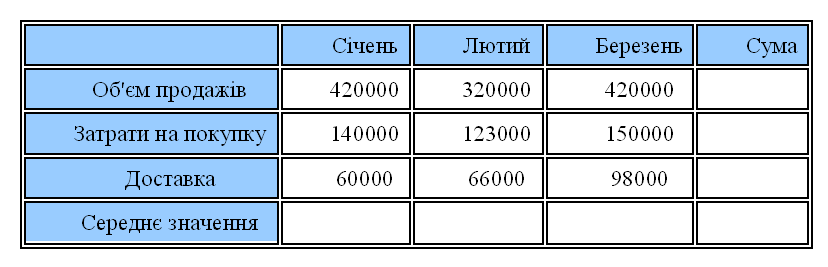 Січень Лютий Березень Сума
Об'єм продажів 420000 320000 420000
Затрати на покупку 140000 123000 150000
Доставка 60000 66000 98000
Середнє значення